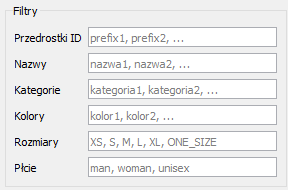 Filtry
Przedrostki ID prefix1, prefix2, ...
Nazwy nazwa1, nazwa2, ...
Kategorie kategoria1, kategoria2, ...
Kolory kolor1, kolor2, ...
Rozmiary XS, S, M, L, XL, ONE_SIZE
Płcie man, woman, unisex